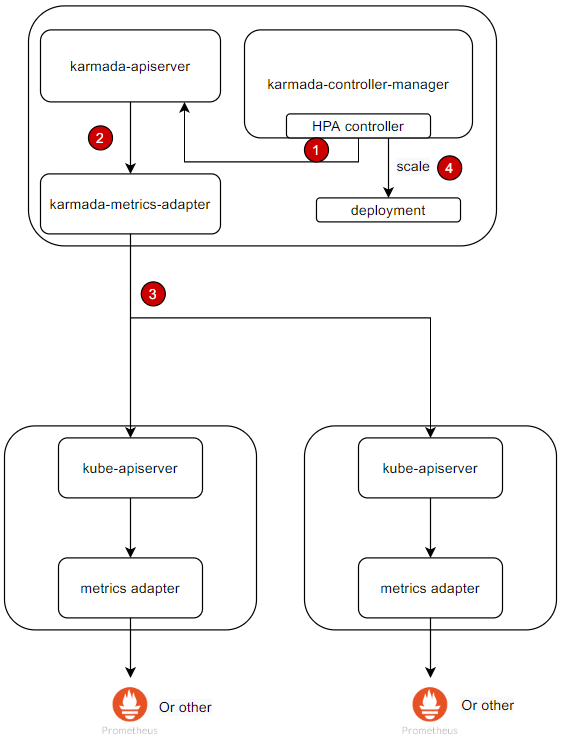 karmada-apiserver
karmada-controller-manager
HPA controller
2
1
scale
4
karmada-metrics-adapter
deployment
3
kube-apiserver
kube-apiserver
metrics adapter
metrics adapter
Or other
Or other
Prometheus
Prometheus